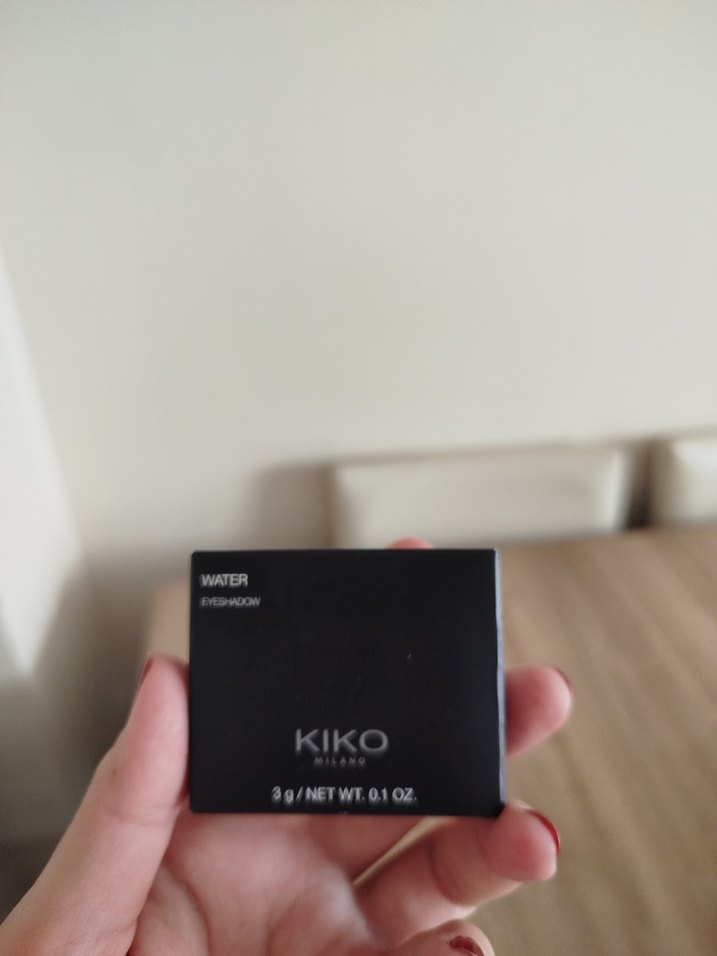 WATER
EYESHADOW
KIKO
MILANO
3 g / NET WT. 0.1 OZ.